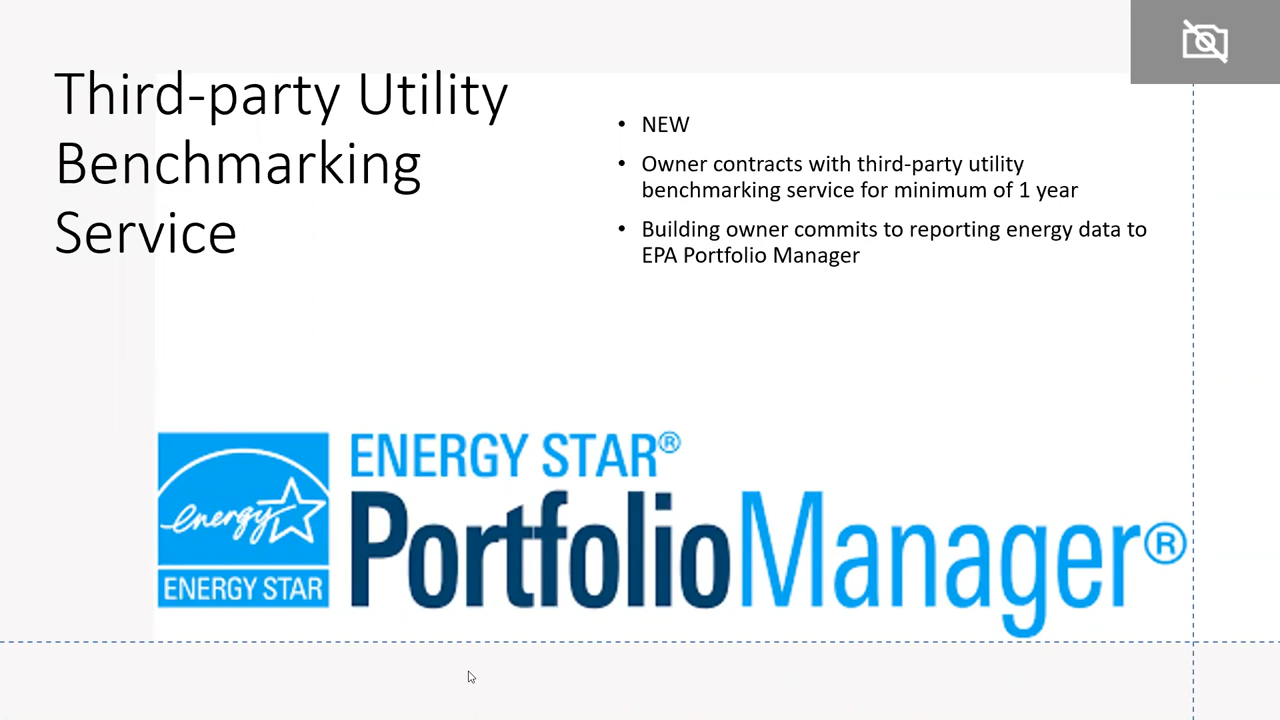 Third-party Utility
Benchmarking
Service
• NEW
• Owner contracts with third-party utility
benchmarking service for minimum of 1 year
• Building owner commits to reporting energy data to
EPA Portfolio Manager
energy
ENERGY STAR
ENERGY STAR®
PortfolioManager®